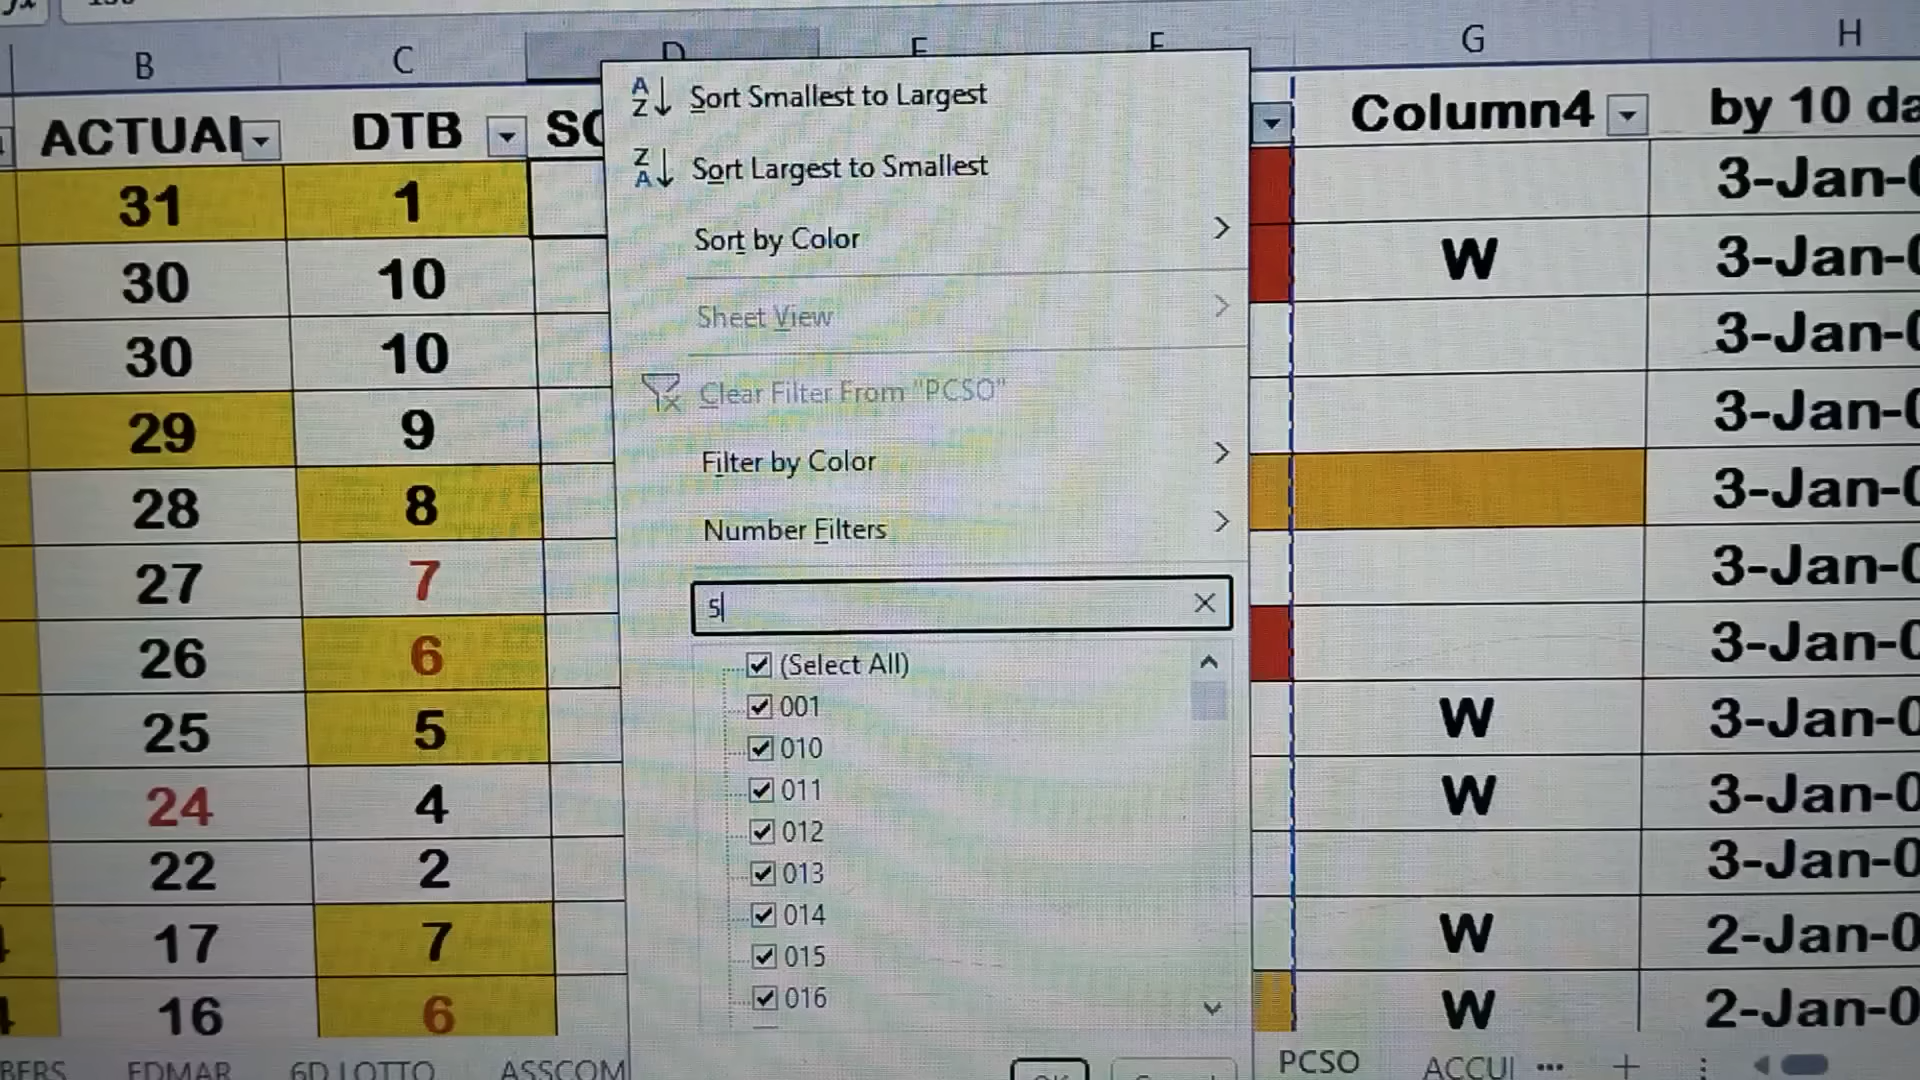 B C D E F G H
ACTUAL DTB SC Column4 by 10 da
Sort Smallest to Largest
Sort Largest to Smallest
Sort by Color
Sheet View
Clear Filter From "PCSO"
Filter by Color
Number Filters
s
(Select All)
001
010
011
012
013
014
015
016
31 1 3-Jan-0
30 10 W 3-Jan-0
30 10 3-Jan-0
29 9 3-Jan-0
28 8 3-Jan-0
27 7 3-Jan-0
26 6 3-Jan-0
25 5 W 3-Jan-0
24 4 W 3-Jan-0
22 2 3-Jan-0
17 7 W 2-Jan-0
16 6 W 2-Jan-0
BERS EDMAR 6D LOTTO ASSCOM PCSO ACCUI ...